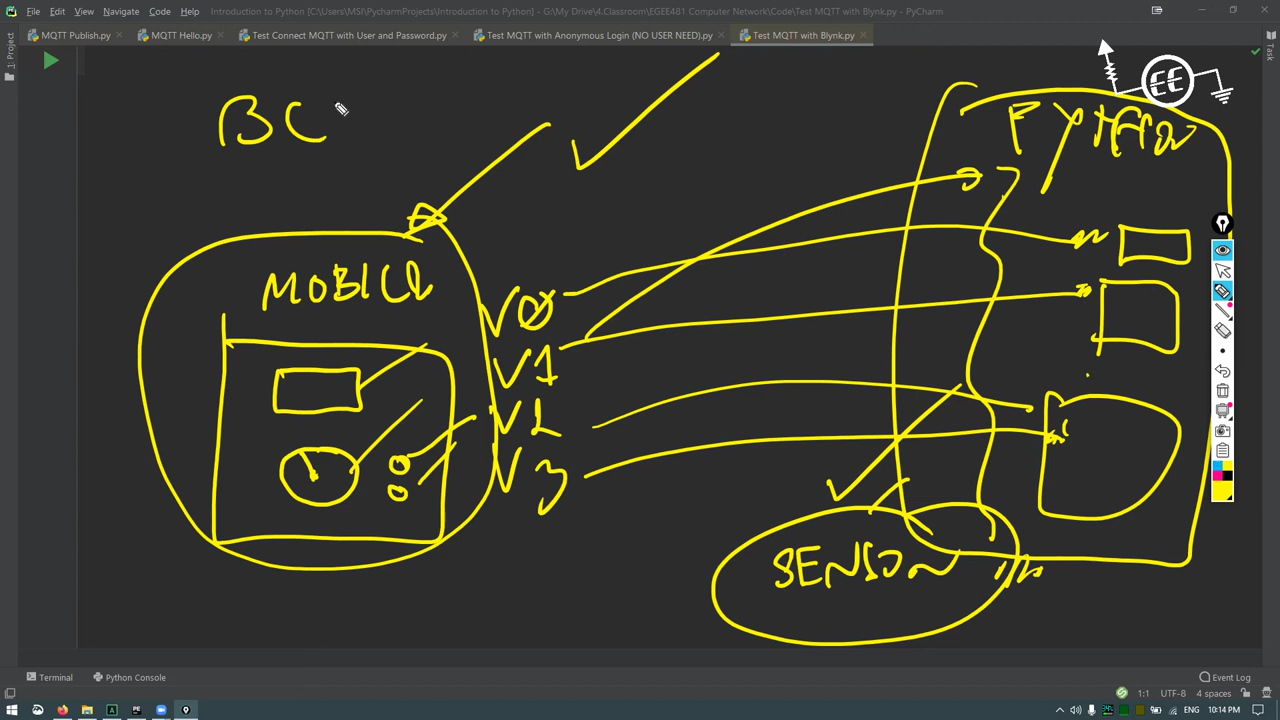 File Edit View Navigate Code Help Introduction to Python [C:\Users\MSI\PycharmProjects\Introduction to Python] - G:\My Drive\4.Classroom\EGEE481 Computer Network\Code\Test MQTT with Blynk.py - PyCharm
MQTT Publish.py MQTT Hello.py Test Connect MQTT with User and Password.py Test MQTT with Anonymous Login (NO USER NEED).py Test MQTT with Blynk.py
Project
Task
EE
BC
PYTHON
MOBILE
V0
V1
V2
V3
SENSOR
Terminal Python Console Event Log
1:1 UTF-8 4 spaces
ENG 10:14 PM